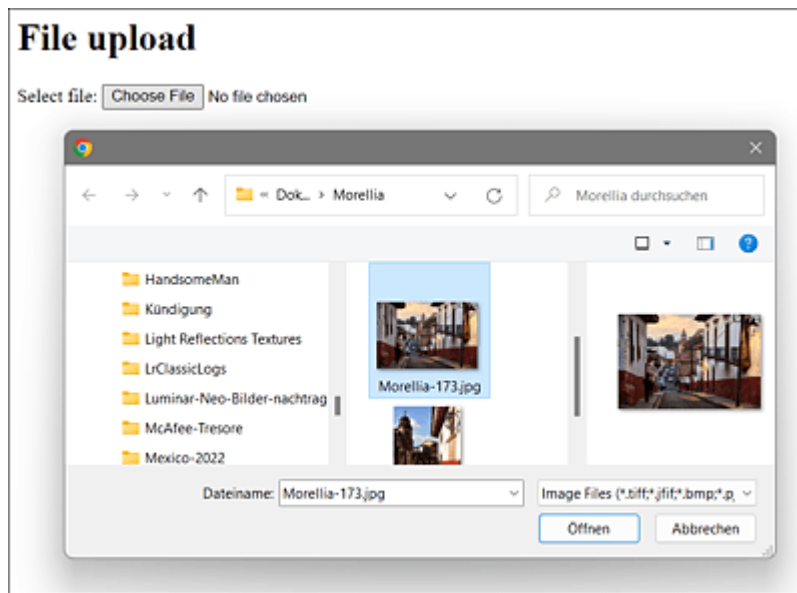 File upload
Select file: Choose File No file chosen
« Dok... › Morellia
Morellia durchsuchen
HandsomeMan
Kündigung
Light Reflections Textures
LrClassicLogs
Luminar-Neo-Bilder-nachtrag
McAfee-Tresore
Mexico-2022
Morellia-173.jpg
Dateiname: Morellia-173.jpg Image Files (*.tiff;*.jfif;*.bmp;*.p
Öffnen Abbrechen